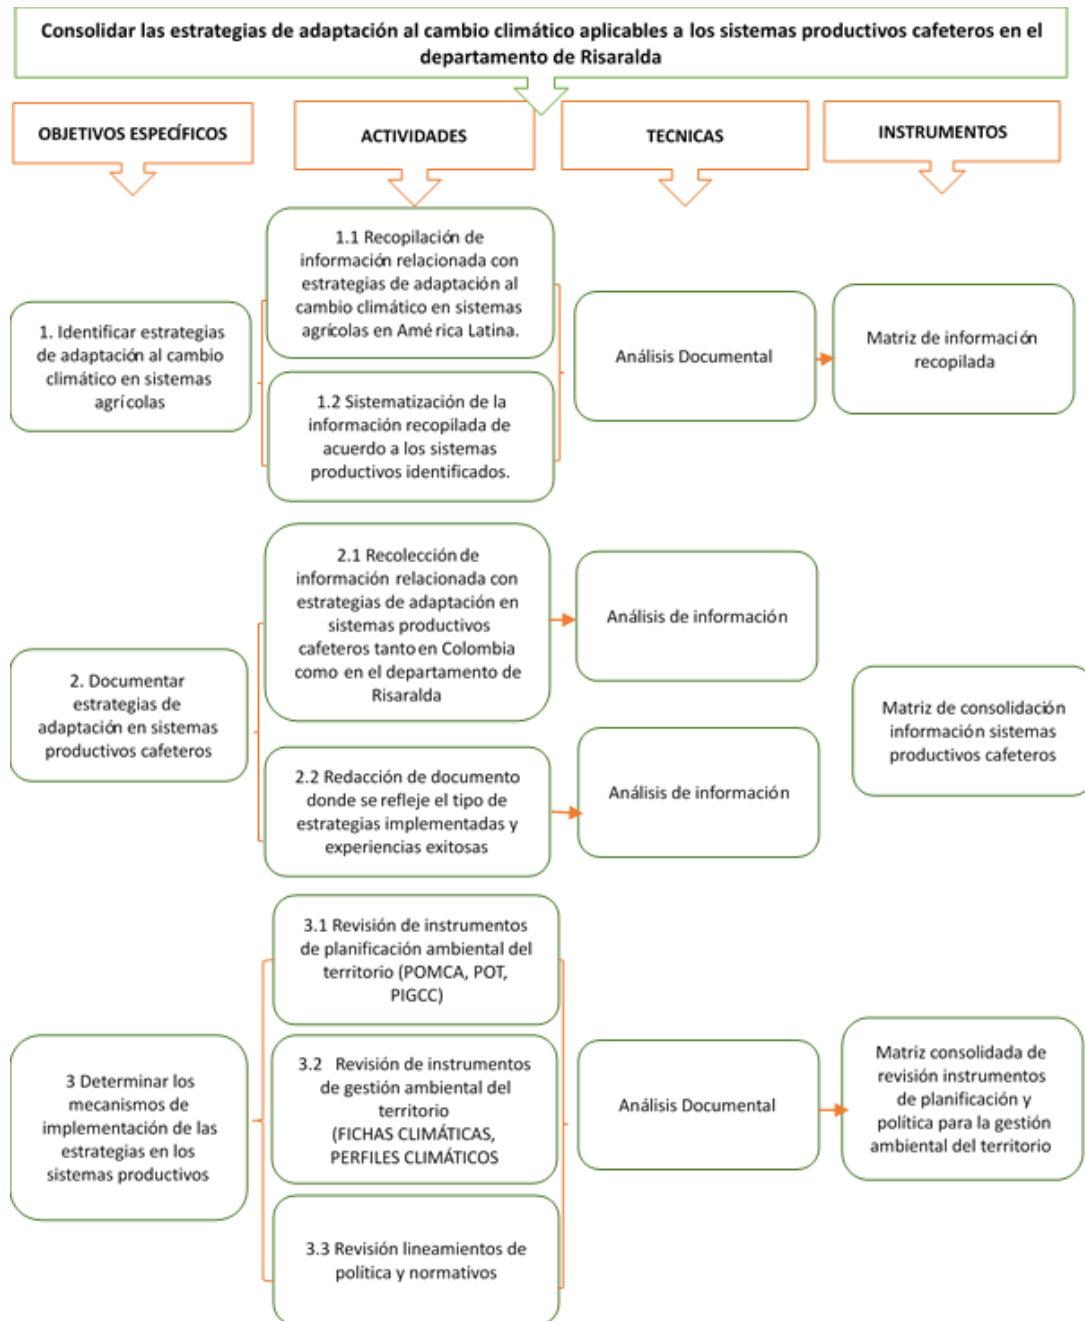 Consolidar las estrategias de adaptación al cambio climático aplicables a los sistemas productivos cafeteros en el
departamento de Risaralda
OBJETIVOS ESPECÍFICOS
ACTIVIDADES
TECNICAS
INSTRUMENTOS
1. Identificar estrategias
de adaptación al cambio
climático en sistemas
agrícolas
1.1 Recopilación de
información relacionada con
estrategias de adaptación al
cambio climático en sistemas
agrícolas en América Latina.
1.2 Sistematización de la
información recopilada de
acuerdo a los sistemas
productivos identificados.
Análisis Documental
Matriz de información
recopilada
2. Documentar
estrategias de
adaptación en sistemas
productivos cafeteros
2.1 Recolección de
información relacionada con
estrategias de adaptación en
sistemas productivos
cafeteros tanto en Colombia
como en el departamento de
Risaralda
2.2 Redacción de documento
donde se refleje el tipo de
estrategias implementadas y
experiencias exitosas
Análisis de información
Análisis de información
Matriz de consolidación
información sistemas
productivos cafeteros
3 Determinar los
mecanismos de
implementación de las
estrategias en los
sistemas productivos
3.1 Revisión de instrumentos
de planificación ambiental del
territorio (POMCA, POT,
PIGCC)
3.2 Revisión de instrumentos
de gestión ambiental del
territorio
(FICHAS CLIMÁTICAS,
PERFILES CLIMÁTICOS
3.3 Revisión lineamientos de
política y normativos
Análisis Documental
Matriz consolidada de
revisión instrumentos
de planificación y
política para la gestión
ambiental del territorio